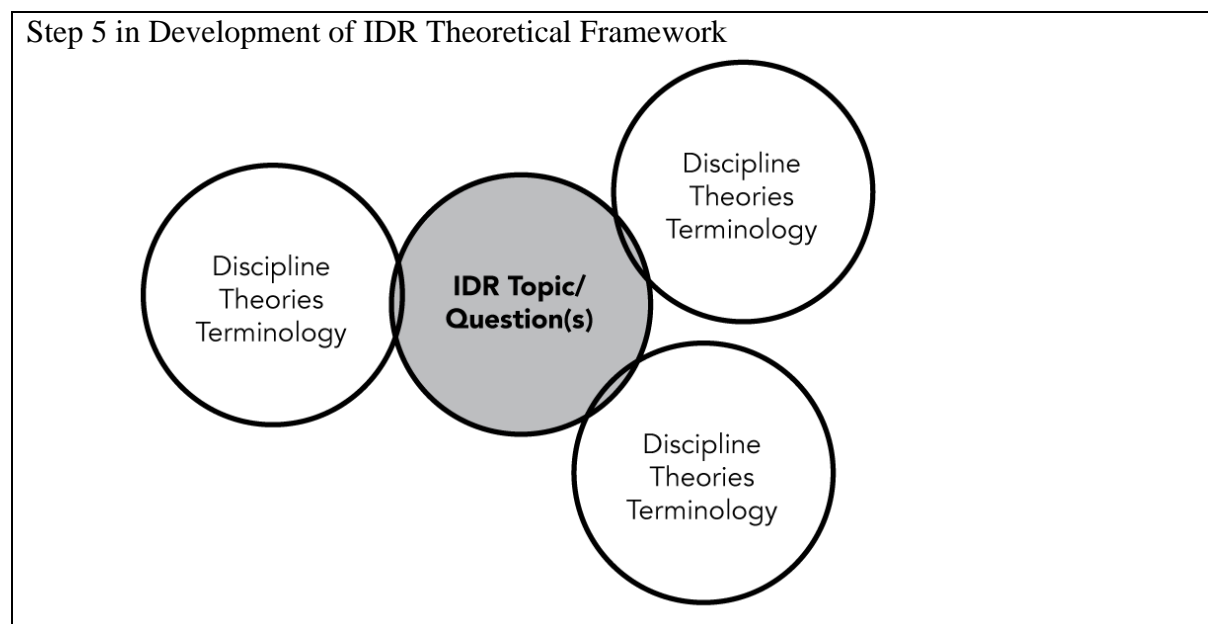 Step 5 in Development of IDR Theoretical Framework
Discipline
Theories
Terminology
Discipline
Theories
Terminology
IDR Topic/
Question(s)
Discipline
Theories
Terminology